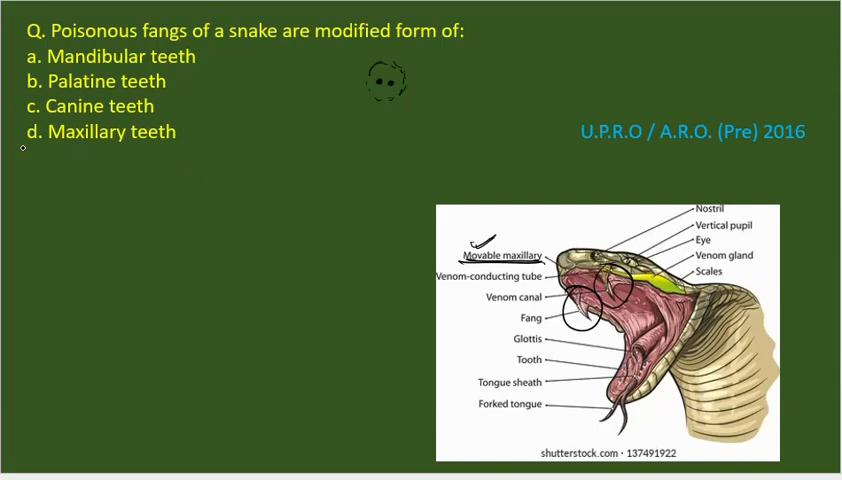 Q. Poisonous fangs of a snake are modified form of:
a. Mandibular teeth
b. Palatine teeth
c. Canine teeth
d. Maxillary teeth
U.P.R.O / A.R.O. (Pre) 2016
Nostril
Vertical pupil
Eye
Venom gland
Scales
Movable maxillary
Venom-conducting tube
Venom canal
Fang
Glottis
Tooth
Tongue sheath
Forked tongue
shutterstock.com · 137491922